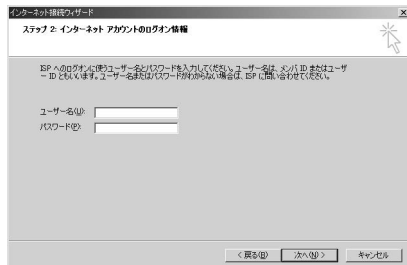 インターネット接続ウィザード
ステップ 2: インターネット アカウントのログオン情報
ISP へのログオンに使うユーザー名とパスワードを入力してください。ユーザー名は、メンバ ID またはユーザ
ー ID ともいいます。ユーザー名またはパスワードがわからない場合は、ISP に問い合わせてください。
ユーザー名(U):
パスワード(P):
< 戻る(B)
次へ(N) >
キャンセル